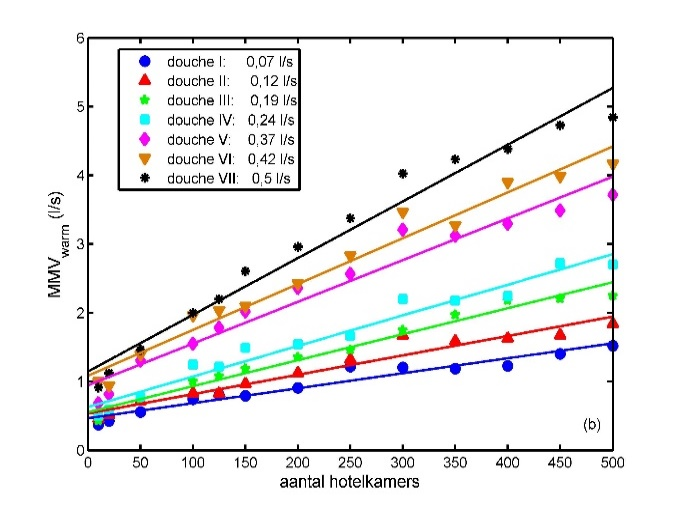 6
5
4
3
2
1
0
MMVwarm (l/s)
douche I: 0,07 l/s
douche II: 0,12 l/s
douche III: 0,19 l/s
douche IV: 0,24 l/s
douche V: 0,37 l/s
douche VI: 0,42 l/s
douche VII: 0,5 l/s
(b)
0 50 100 150 200 250 300 350 400 450 500
aantal hotelkamers